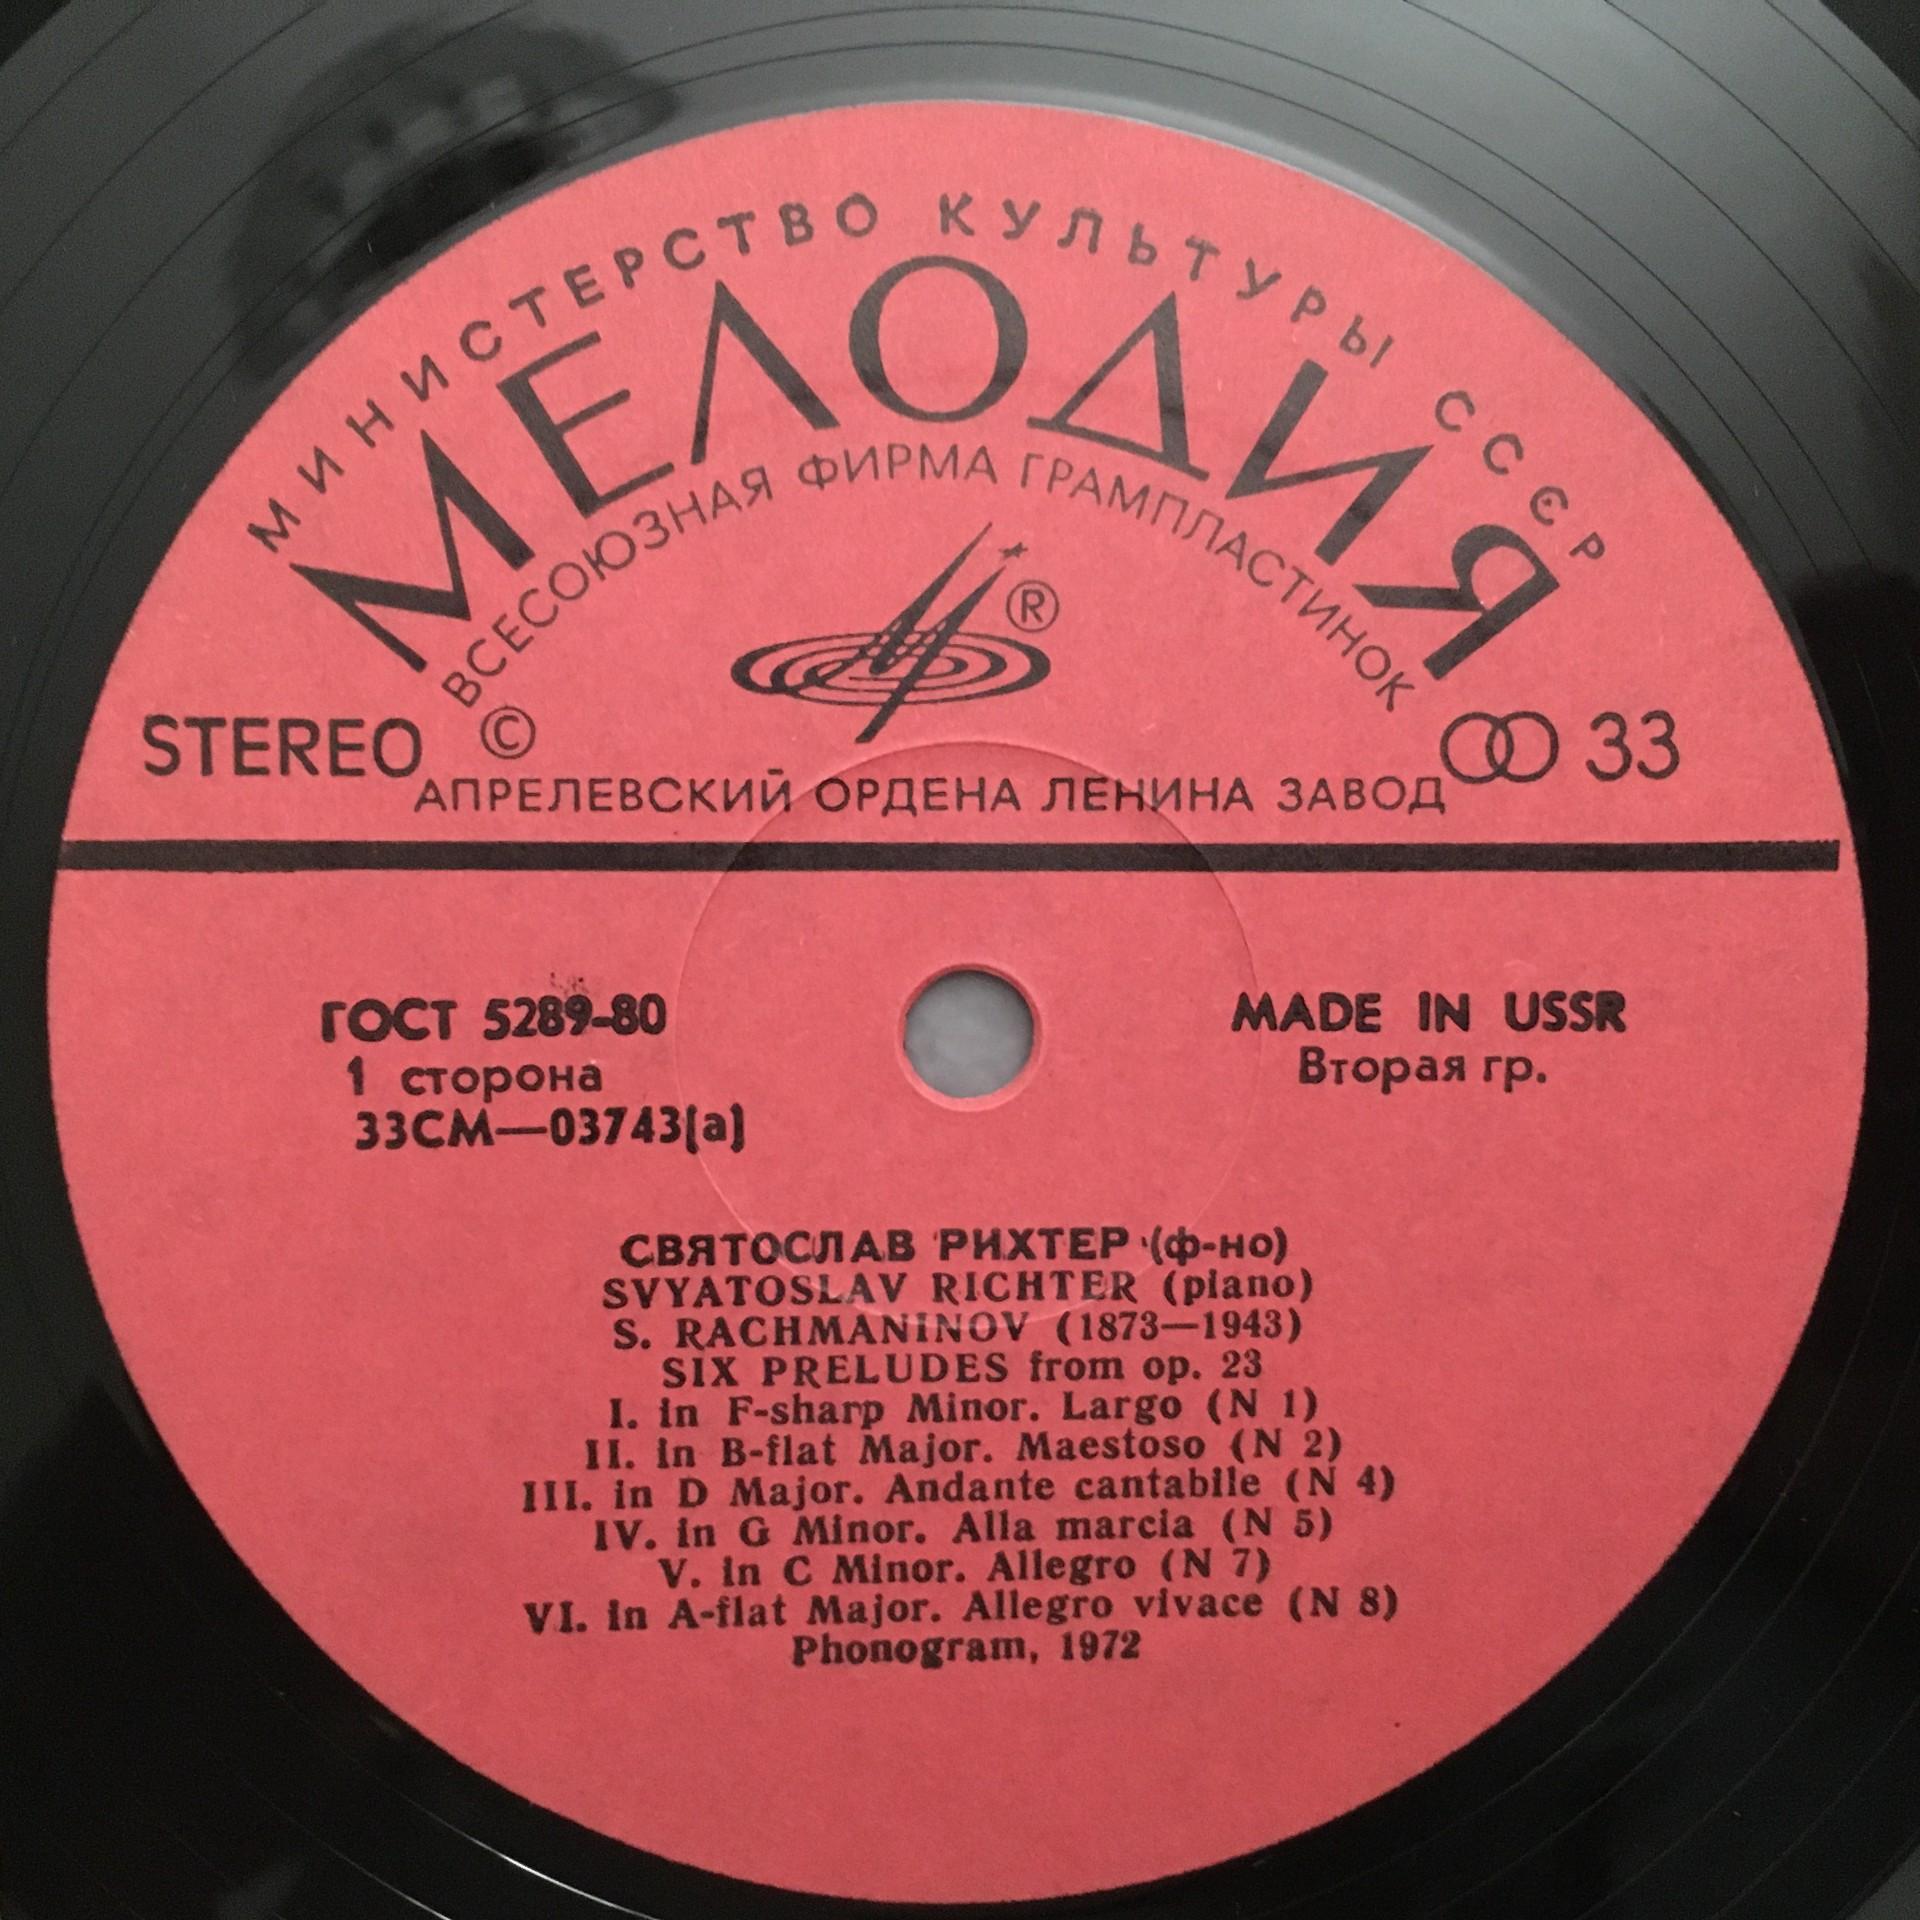 МИНИСТЕРСТВО КУЛЬТУРЫ СССР
МЕЛОДИЯ
ВСЕСОЮЗНАЯ ФИРМА ГРАМПЛАСТИНОК
®
STEREO © 33
АПРЕЛЕВСКИЙ ОРДЕНА ЛЕНИНА ЗАВОД
ГОСТ 5289-80
1 сторона
33СМ—03743(а)
MADE IN USSR
Вторая гр.
СВЯТОСЛАВ РИХТЕР (ф-но)
SVYATOSLAV RICHTER (piano)
S. RACHMANINOV (1873—1943)
SIX PRELUDES from op. 23
I. in F-sharp Minor. Largo (N 1)
II. in B-flat Major. Maestoso (N 2)
III. in D Major. Andante cantabile (N 4)
IV. in G Minor. Alla marcia (N 5)
V. in C Minor. Allegro (N 7)
VI. in A-flat Major. Allegro vivace (N 8)
Phonogram, 1972